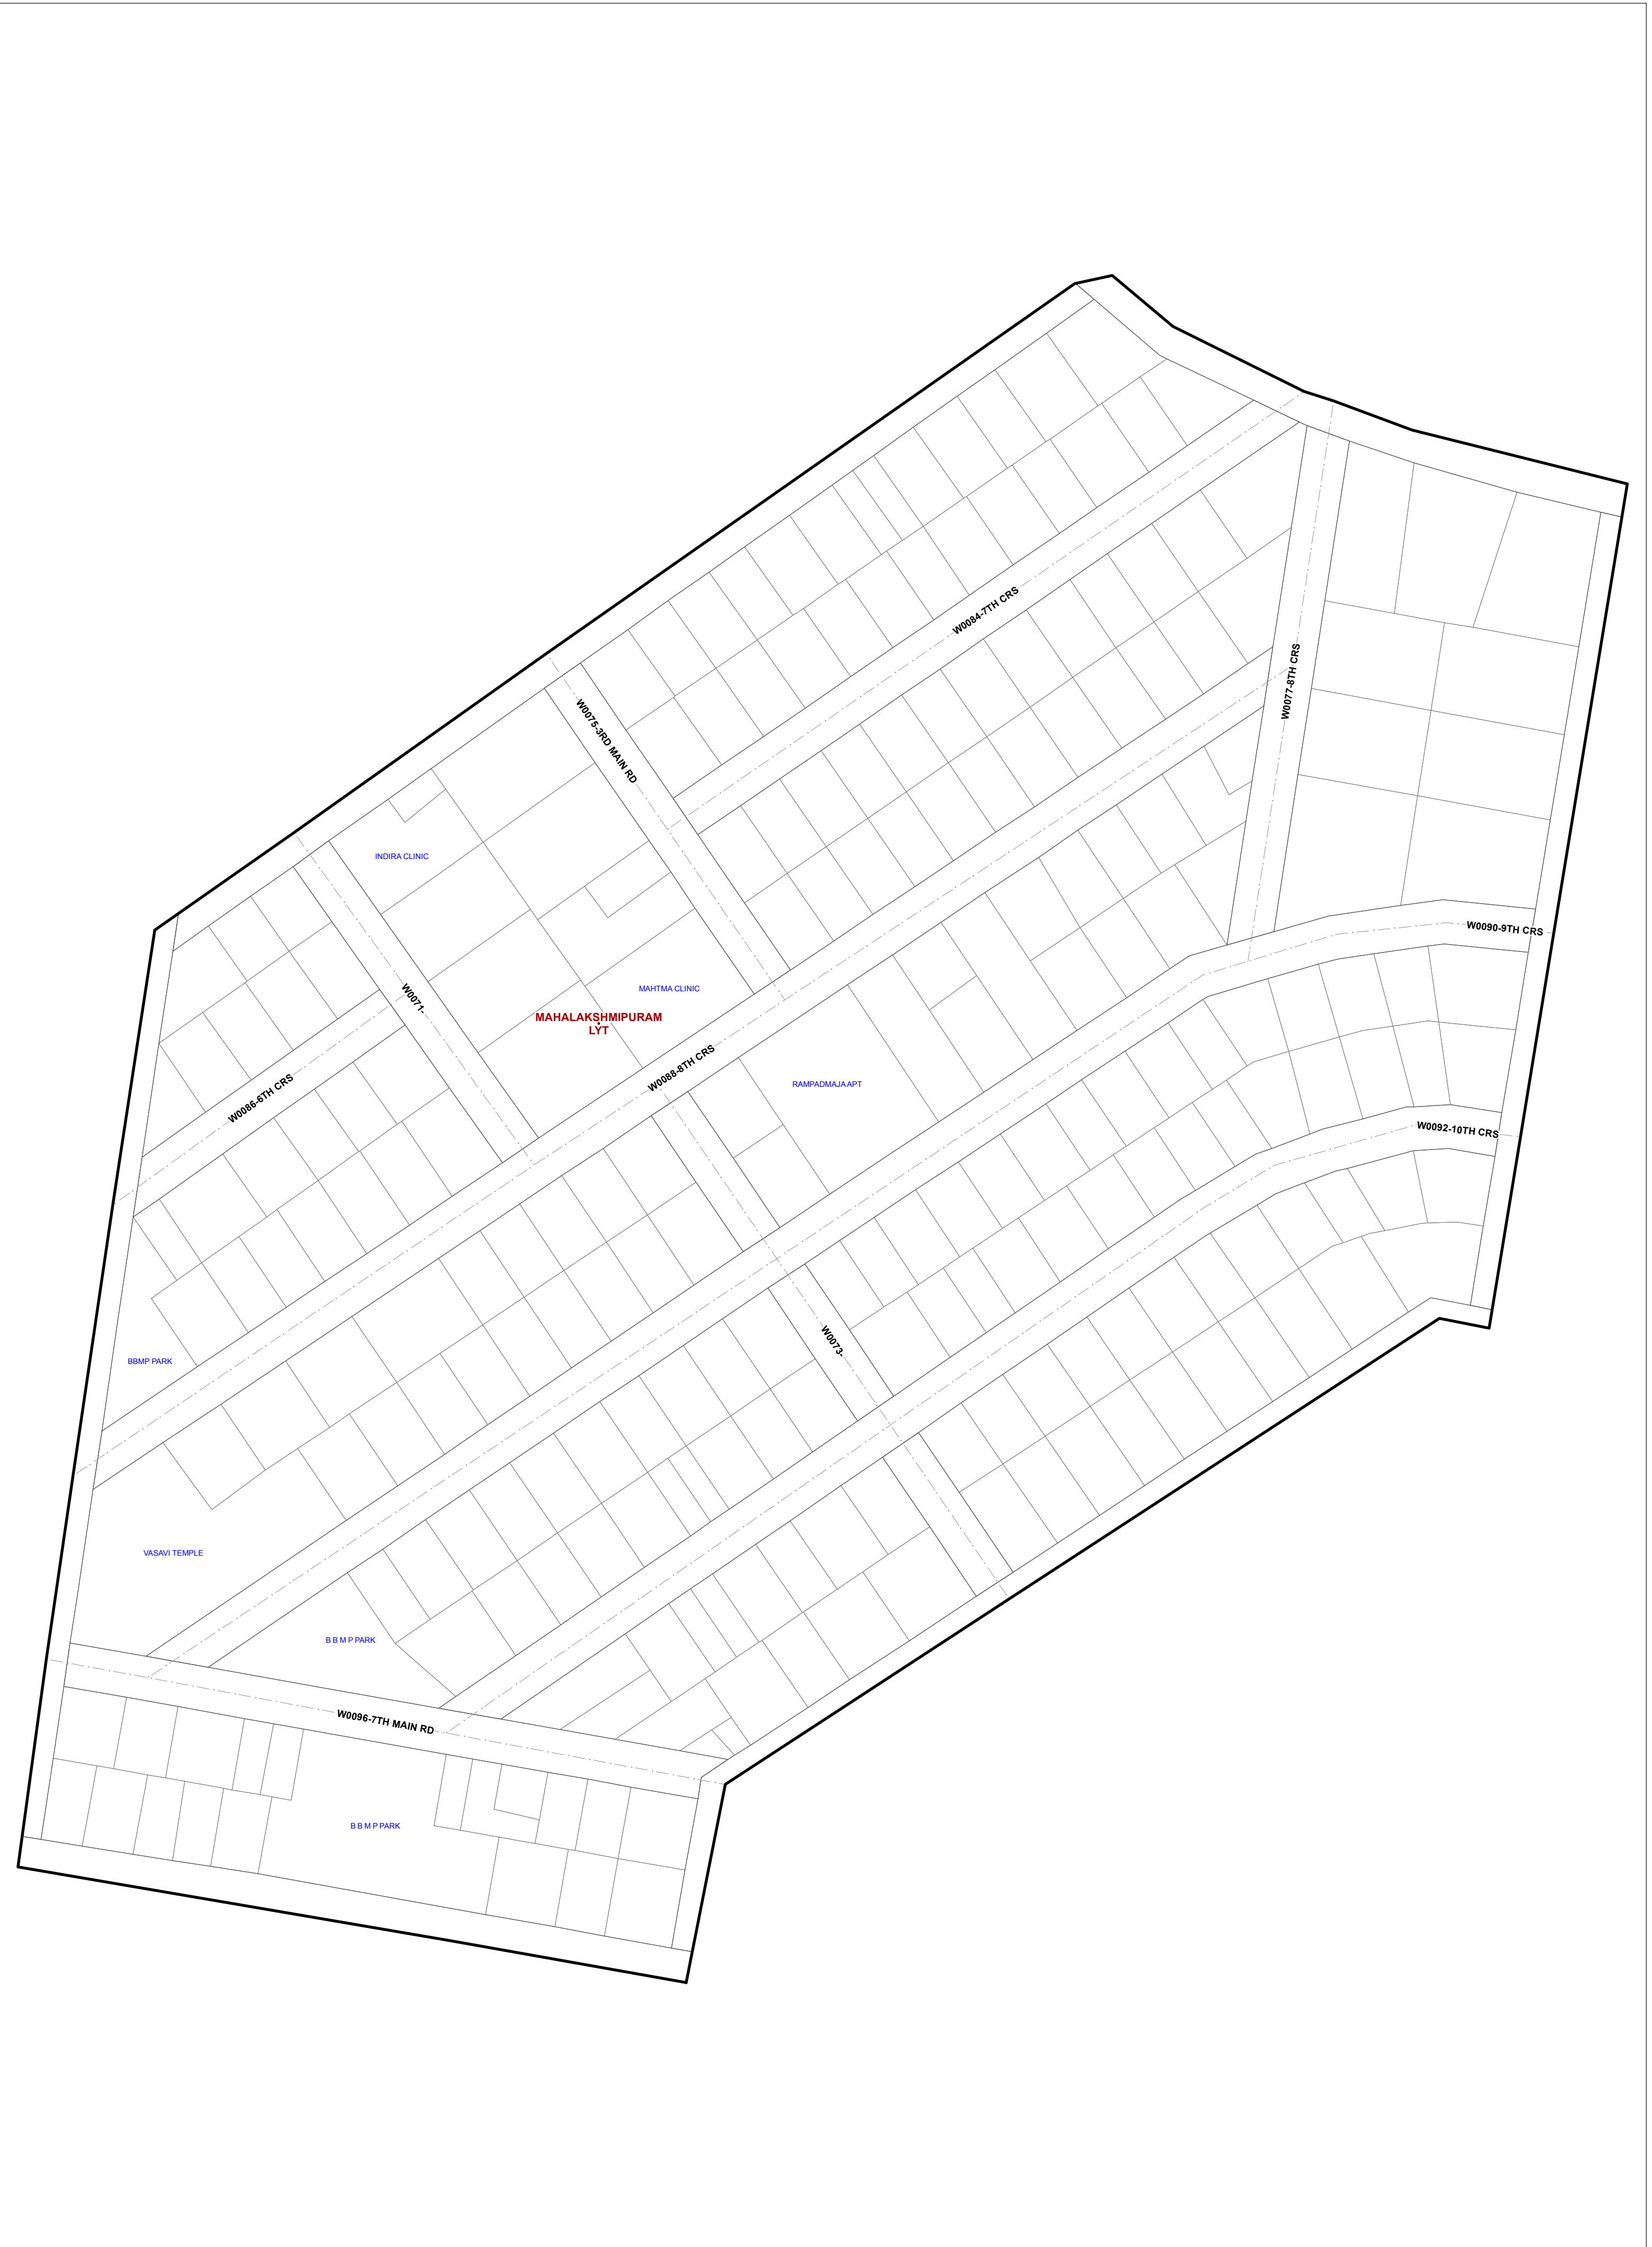 W0084-7TH CRS
W0077-8TH CRS
W0075-3RD MAIN RD
INDIRA CLINIC
W0090-9TH CRS
MAHTMA CLINIC
W0071-
MAHALAKSHMIPURAM
LYT
W0088-8TH CRS
RAMPADMAJA APT
W0086-6TH CRS
W0092-10TH CRS
W0073-
BBMP PARK
VASAVI TEMPLE
B B M P PARK
W0096-7TH MAIN RD
B B M P PARK